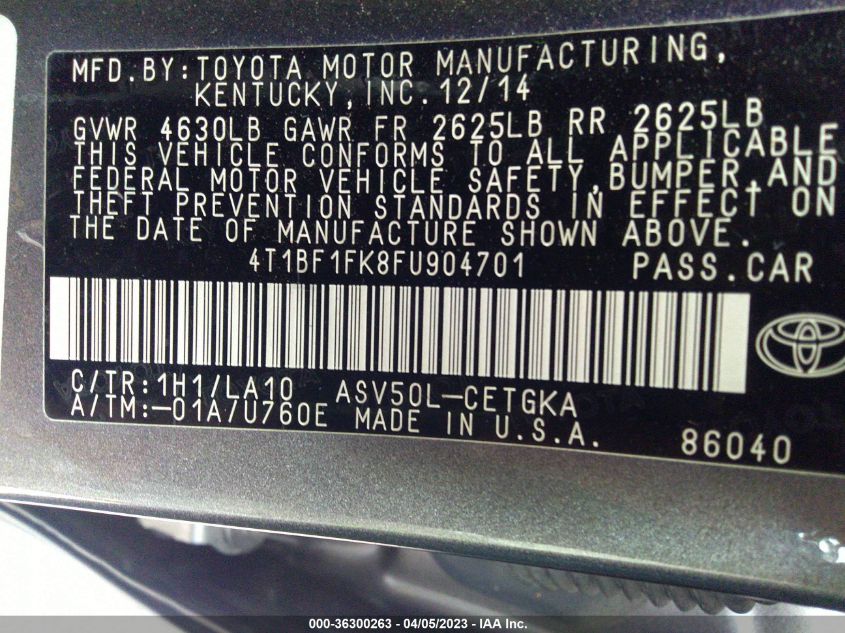 MFD.BY:TOYOTA MOTOR MANUFACTURING,
KENTUCKY,INC.12/14
GVWR 4630LB GAWR FR 2625LB RR 2625LB
THIS VEHICLE CONFORMS TO ALL APPLICABLE
FEDERAL MOTOR VEHICLE SAFETY,BUMPER,AND
THEFT PREVENTION STANDARDS IN EFFECT ON
THE DATE OF MANUFACTURE SHOWN ABOVE.
4T1BF1FK8FU904701 PASS.CAR
C/TR:1H1/LA10 ASV50L-CETGKA
A/TM:-01A/U760E MADE IN U.S.A.
86040
000-36300263 - 04/05/2023 - IAA Inc.